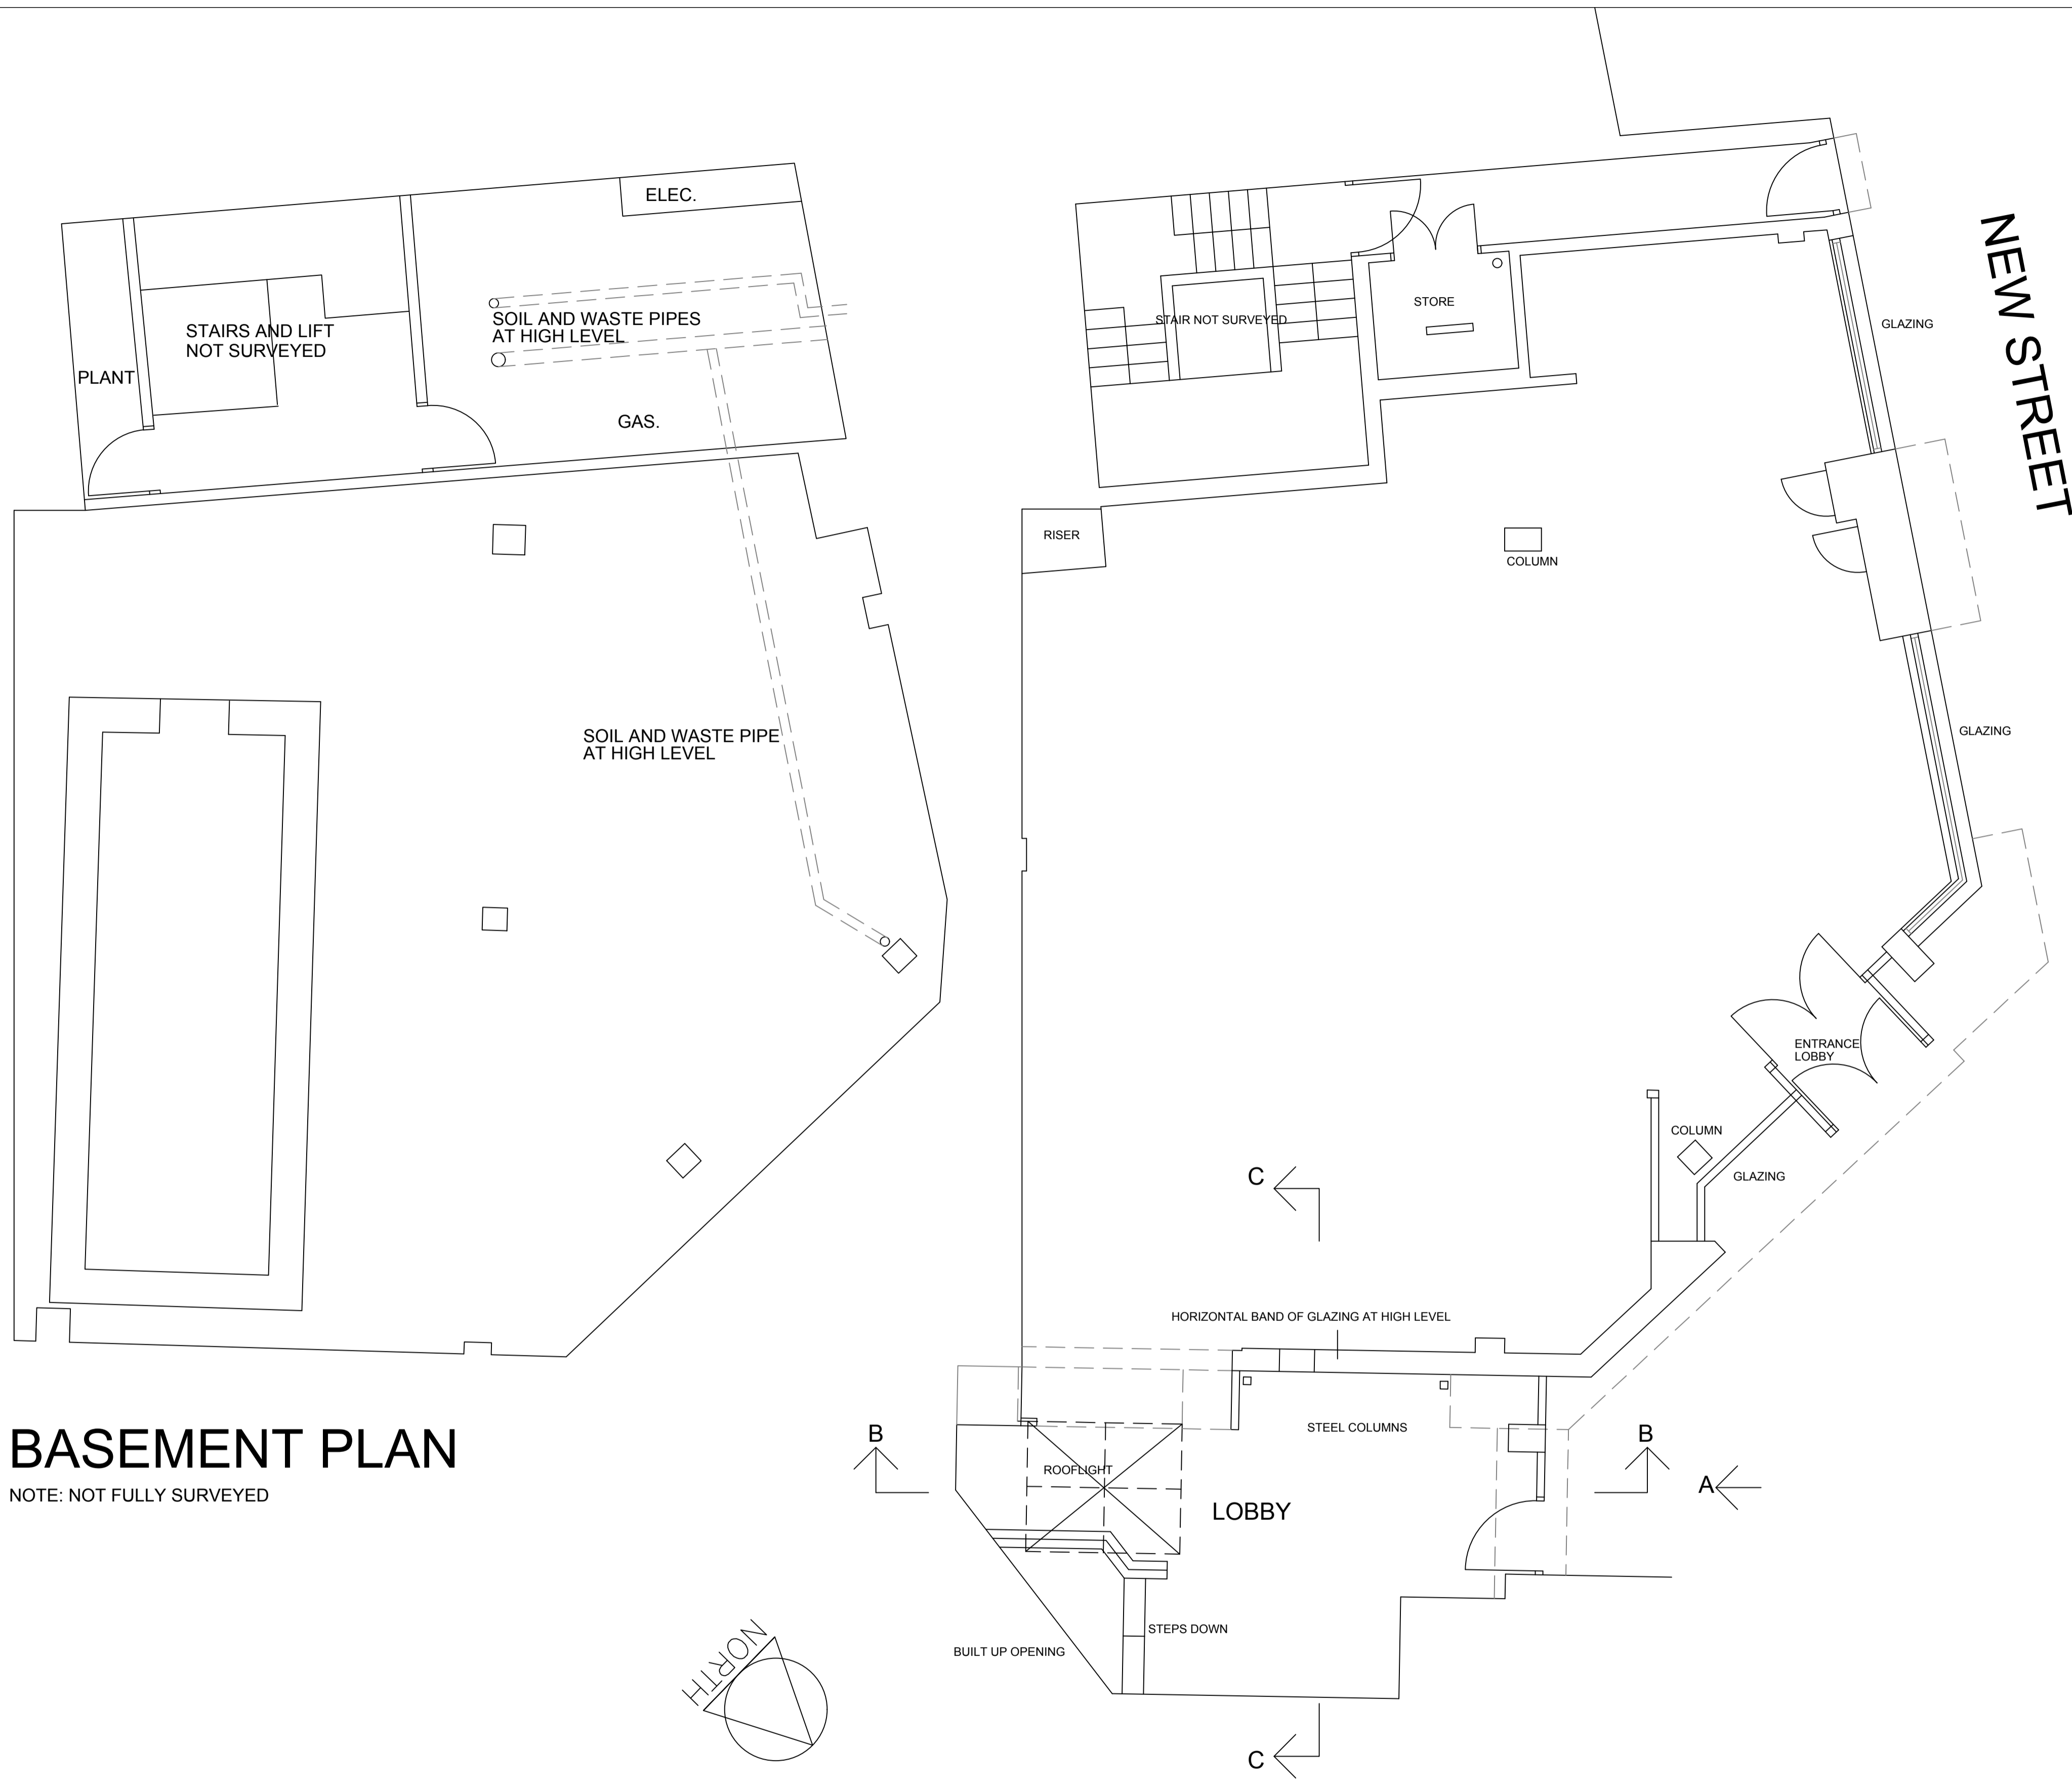 ELEC.
STAIRS AND LIFT
NOT SURVEYED
SOIL AND WASTE PIPES
AT HIGH LEVEL
PLANT
GAS.
SOIL AND WASTE PIPE
AT HIGH LEVEL
BASEMENT PLAN
NOTE: NOT FULLY SURVEYED
NORTH
NEW STREET
STORE
STAIR NOT SURVEYED
GLAZING
RISER
COLUMN
GLAZING
ENTRANCE
LOBBY
COLUMN
GLAZING
C
HORIZONTAL BAND OF GLAZING AT HIGH LEVEL
STEEL COLUMNS
B
B
A
ROOFLIGHT
LOBBY
STEPS DOWN
BUILT UP OPENING
C